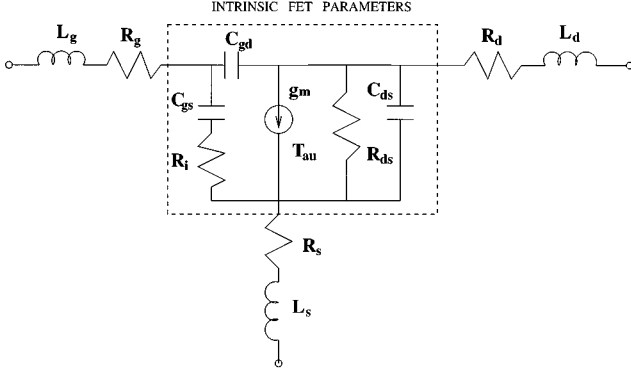 INTRINSIC FET PARAMETERS
Lg
Rg
Cgd
Rd
Ld
Cgs
gm
Cds
Ri
Tau
Rds
Rs
Ls